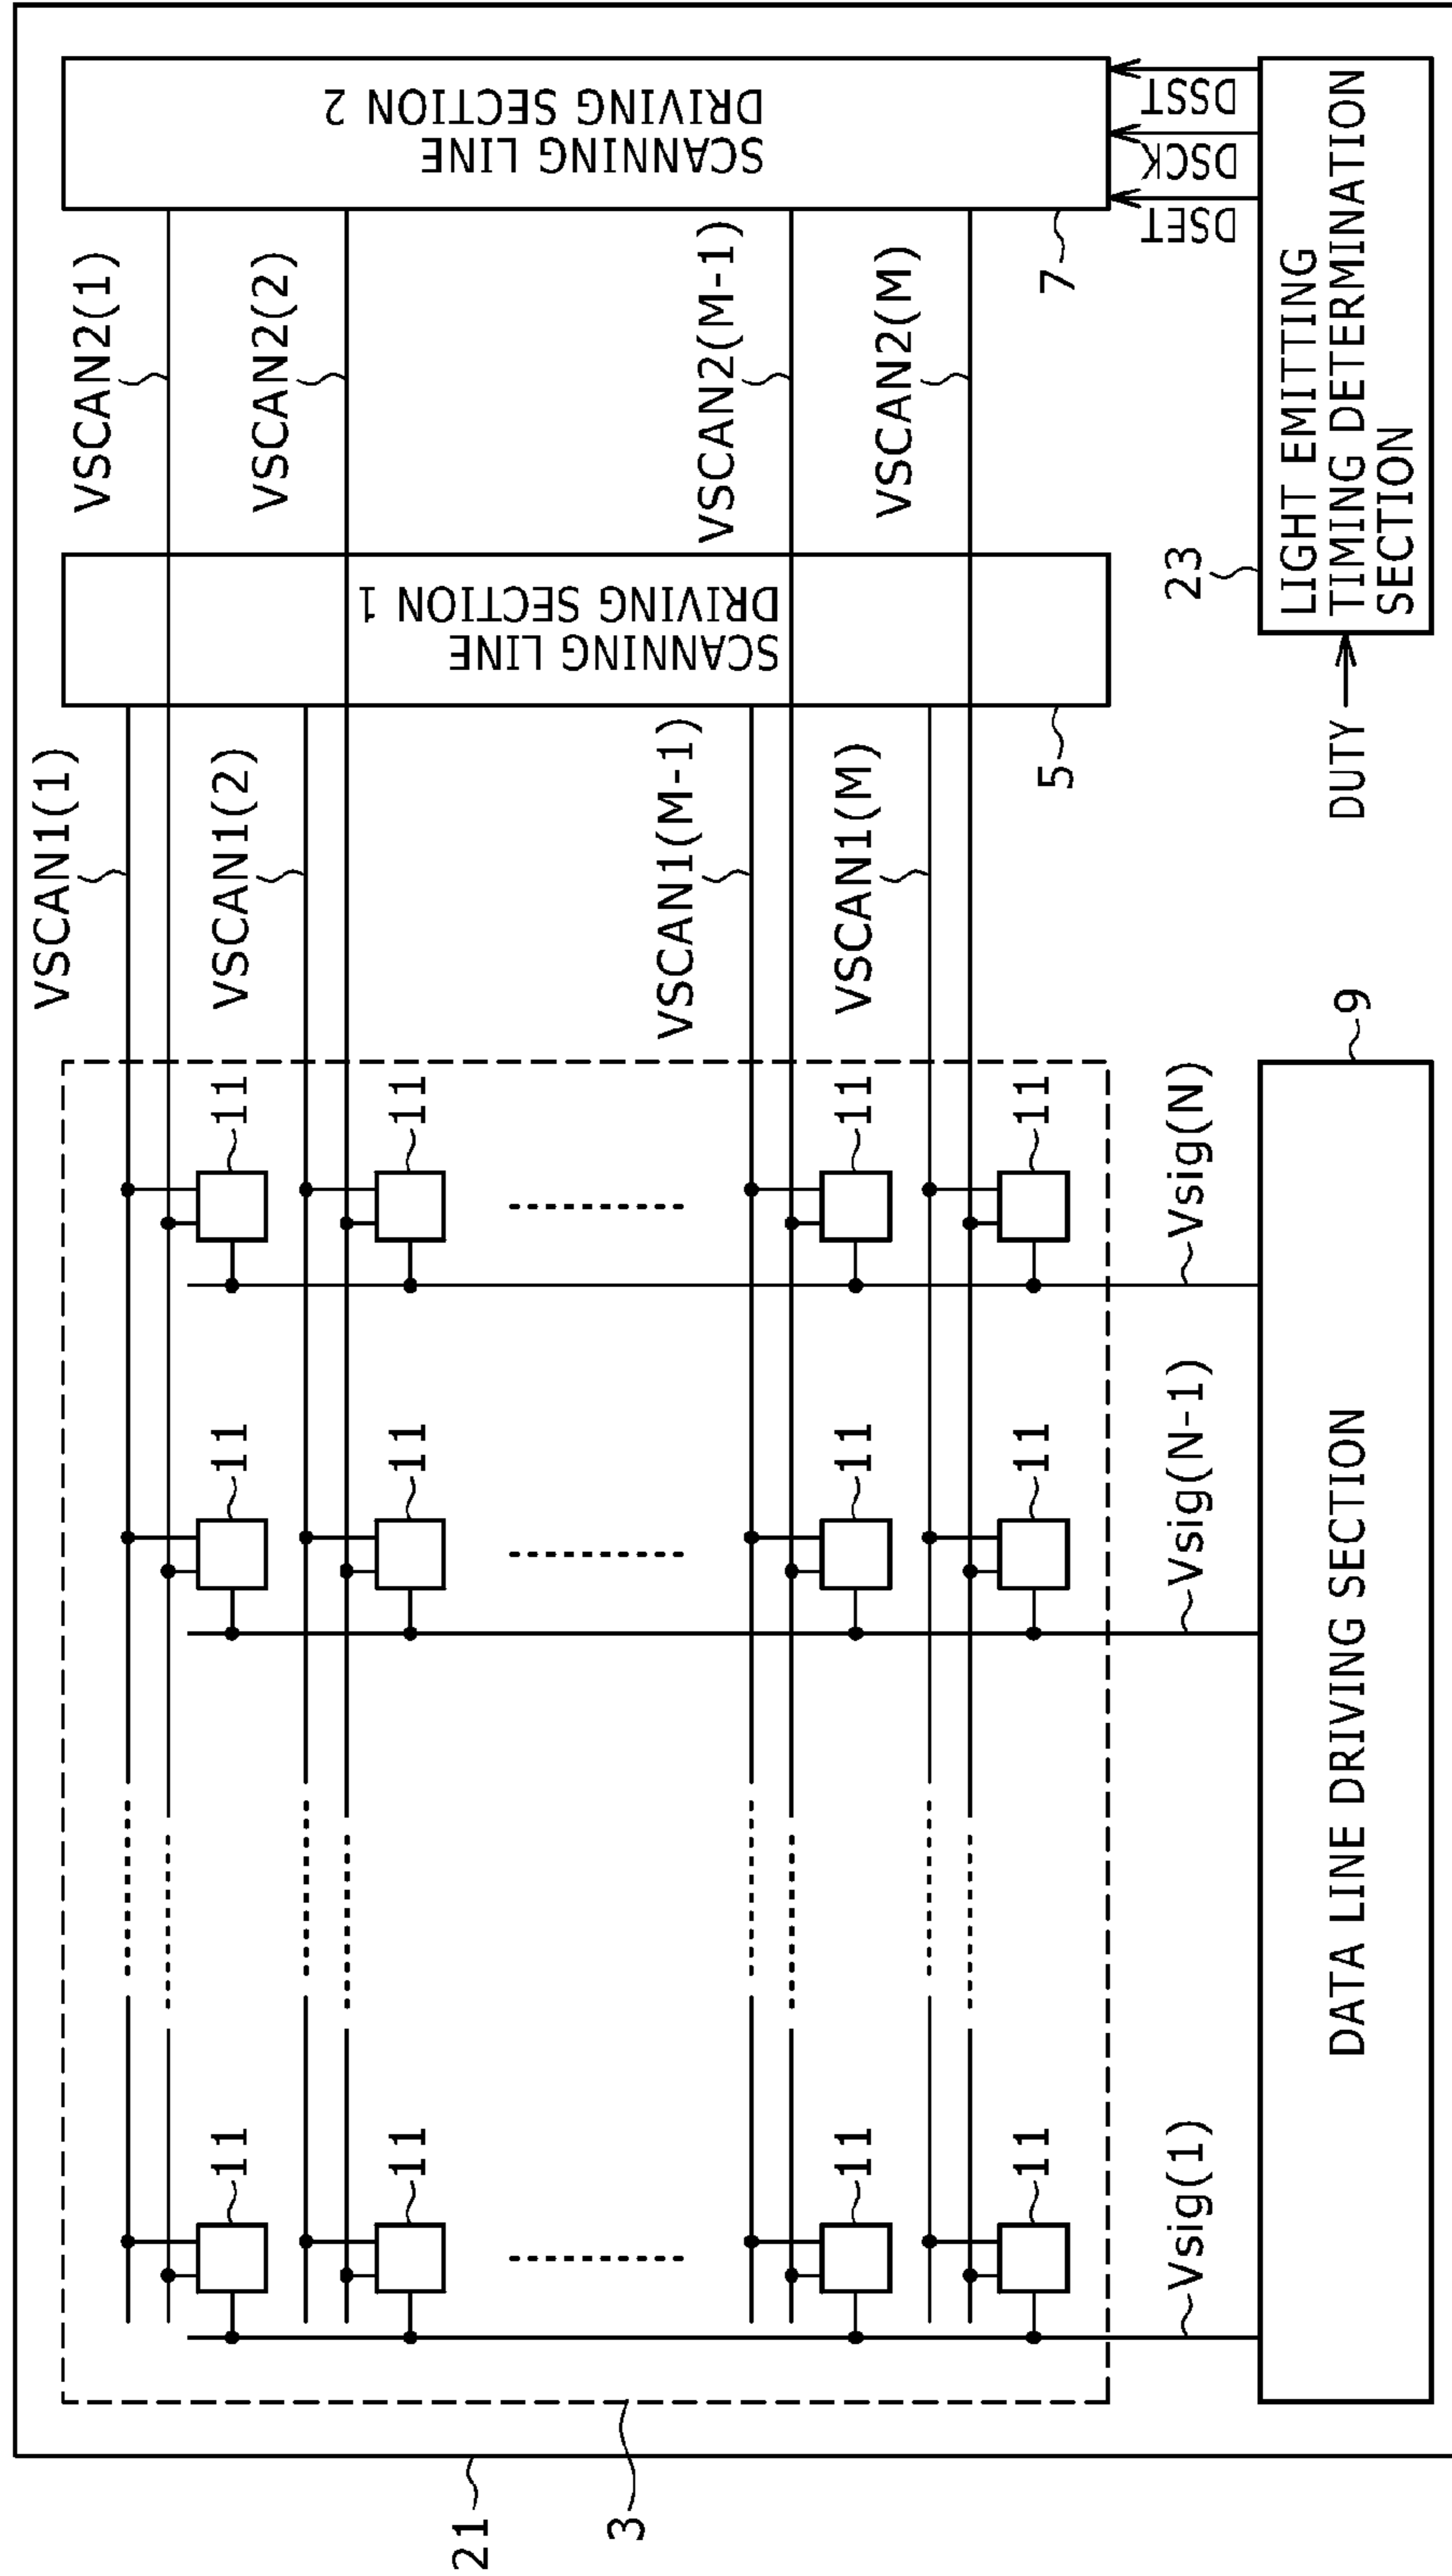 21
3
VSCAN1(1)
VSCAN2(1)
VSCAN1(2)
VSCAN2(2)
VSCAN1(M-1)
VSCAN2(M-1)
VSCAN1(M)
VSCAN2(M)
11
11
11
11
11
11
11
11
11
11
11
11
SCANNING LINE
DRIVING SECTION 1
5
SCANNING LINE
DRIVING SECTION 2
7
Vsig(1)
Vsig(N-1)
Vsig(N)
DSET
DSCK
DSST
DATA LINE DRIVING SECTION
9
DUTY
23
LIGHT EMITTING
TIMING DETERMINATION
SECTION